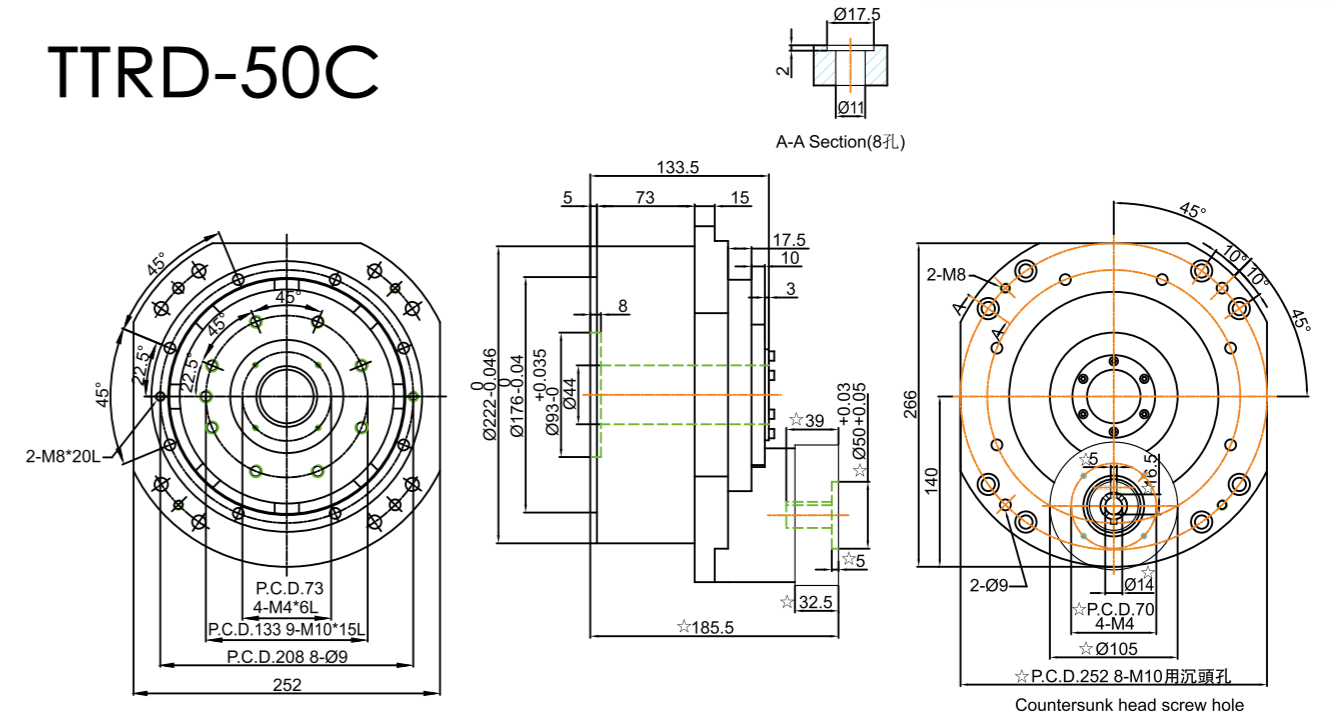 TTRD-50C
Ø17.5
2
Ø11
A-A Section(8孔)
45°
45°
45°
22.5°
22.5°
45°
2-M8*20L
P.C.D.73
4-M4*6L
P.C.D.133 9-M10*15L
P.C.D.208 8-Ø9
252
133.5
5
73
15
17.5
10
3
8
Ø222-0.046
0
Ø176-0.04
0
Ø93-0
+0.035
Ø44
☆39
+0.03
☆Ø50+0.05
☆5
☆32.5
☆185.5
45°
10°
10°
45°
2-M8
A
A
266
140
☆5
☆16.5
2-Ø9
☆
Ø14
☆P.C.D.70
4-M4
☆Ø105
☆P.C.D.252 8-M10用沉頭孔
Countersunk head screw hole